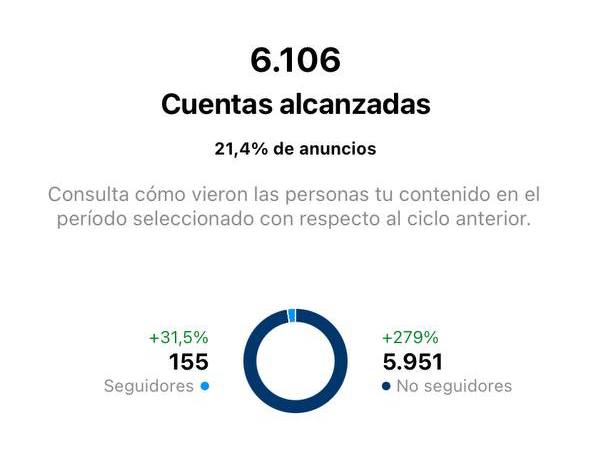 6.106
Cuentas alcanzadas
21,4% de anuncios
Consulta cómo vieron las personas tu contenido en el
período seleccionado con respecto al ciclo anterior.
+31,5%
155
Seguidores
+279%
5.951
No seguidores